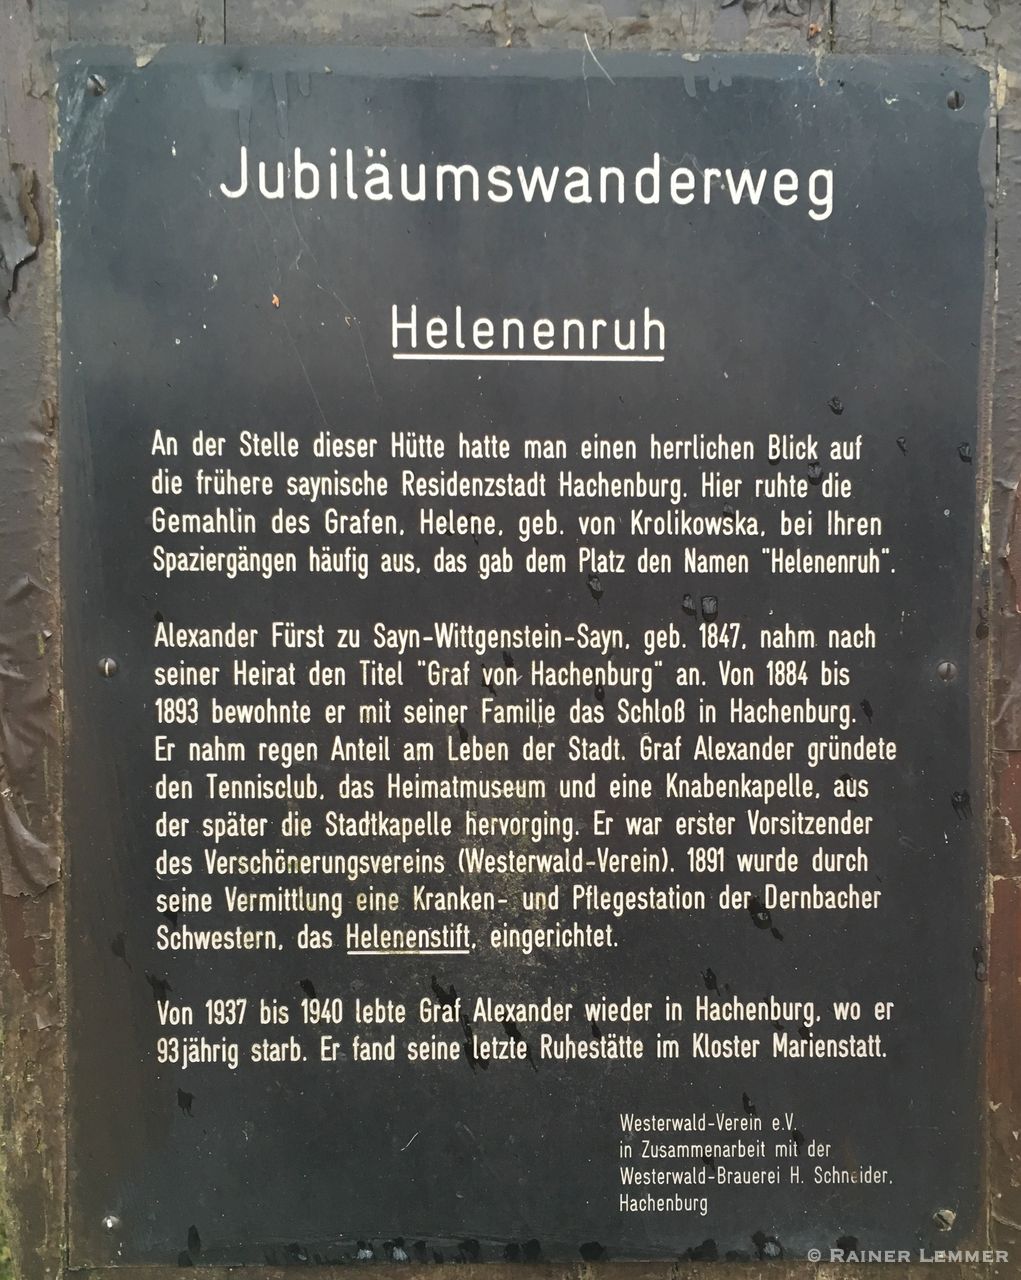 Jubiläumswanderweg
Helenenruh
An der Stelle dieser Hütte hatte man einen herrlichen Blick auf
die frühere saynische Residenzstadt Hachenburg. Hier ruhte die
Gemahlin des Grafen, Helene, geb. von Krolikowska, bei Ihren
Spaziergängen häufig aus, das gab dem Platz den Namen "Helenenruh".
Alexander Fürst zu Sayn-Wittgenstein-Sayn, geb. 1847, nahm nach
seiner Heirat den Titel "Graf von Hachenburg" an. Von 1884 bis
1893 bewohnte er mit seiner Familie das Schloß in Hachenburg.
Er nahm regen Anteil am Leben der Stadt. Graf Alexander gründete
den Tennisclub, das Heimatmuseum und eine Knabenkapelle, aus
der später die Stadtkapelle hervorging. Er war erster Vorsitzender
des Verschönerungsvereins (Westerwald-Verein). 1891 wurde durch
seine Vermittlung eine Kranken- und Pflegestation der Dernbacher
Schwestern, das Helenenstift, eingerichtet.
Von 1937 bis 1940 lebte Graf Alexander wieder in Hachenburg, wo er
93jährig starb. Er fand seine letzte Ruhestätte im Kloster Marienstatt.
Westerwald-Verein e.V.
in Zusammenarbeit mit der
Westerwald-Brauerei H. Schneider,
Hachenburg
© Rainer Lemmer